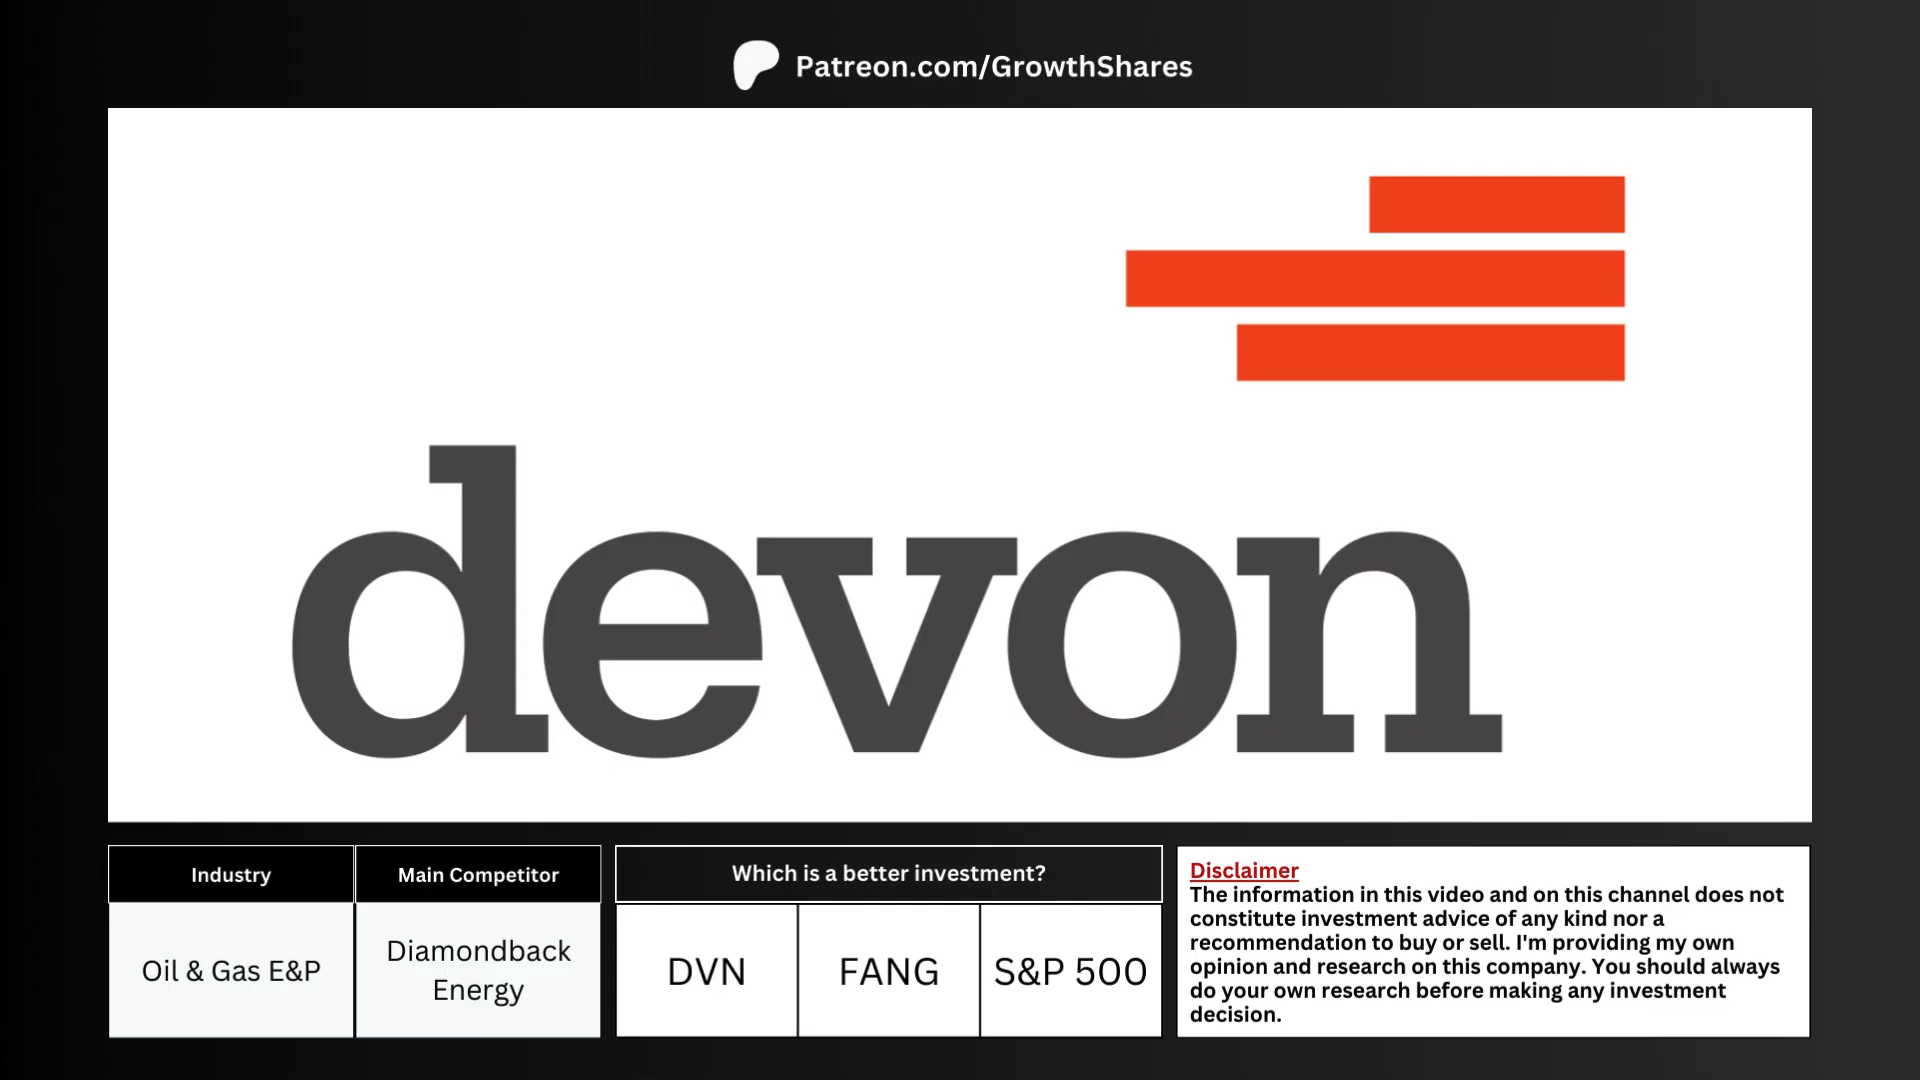 Patreon.com/GrowthShares
devon
Industry
Main Competitor
Oil & Gas E&P
Diamondback
Energy
Which is a better investment?
DVN
FANG
S&P 500
Disclaimer
The information in this video and on this channel does not
constitute investment advice of any kind nor a
recommendation to buy or sell. I'm providing my own
opinion and research on this company. You should always
do your own research before making any investment
decision.